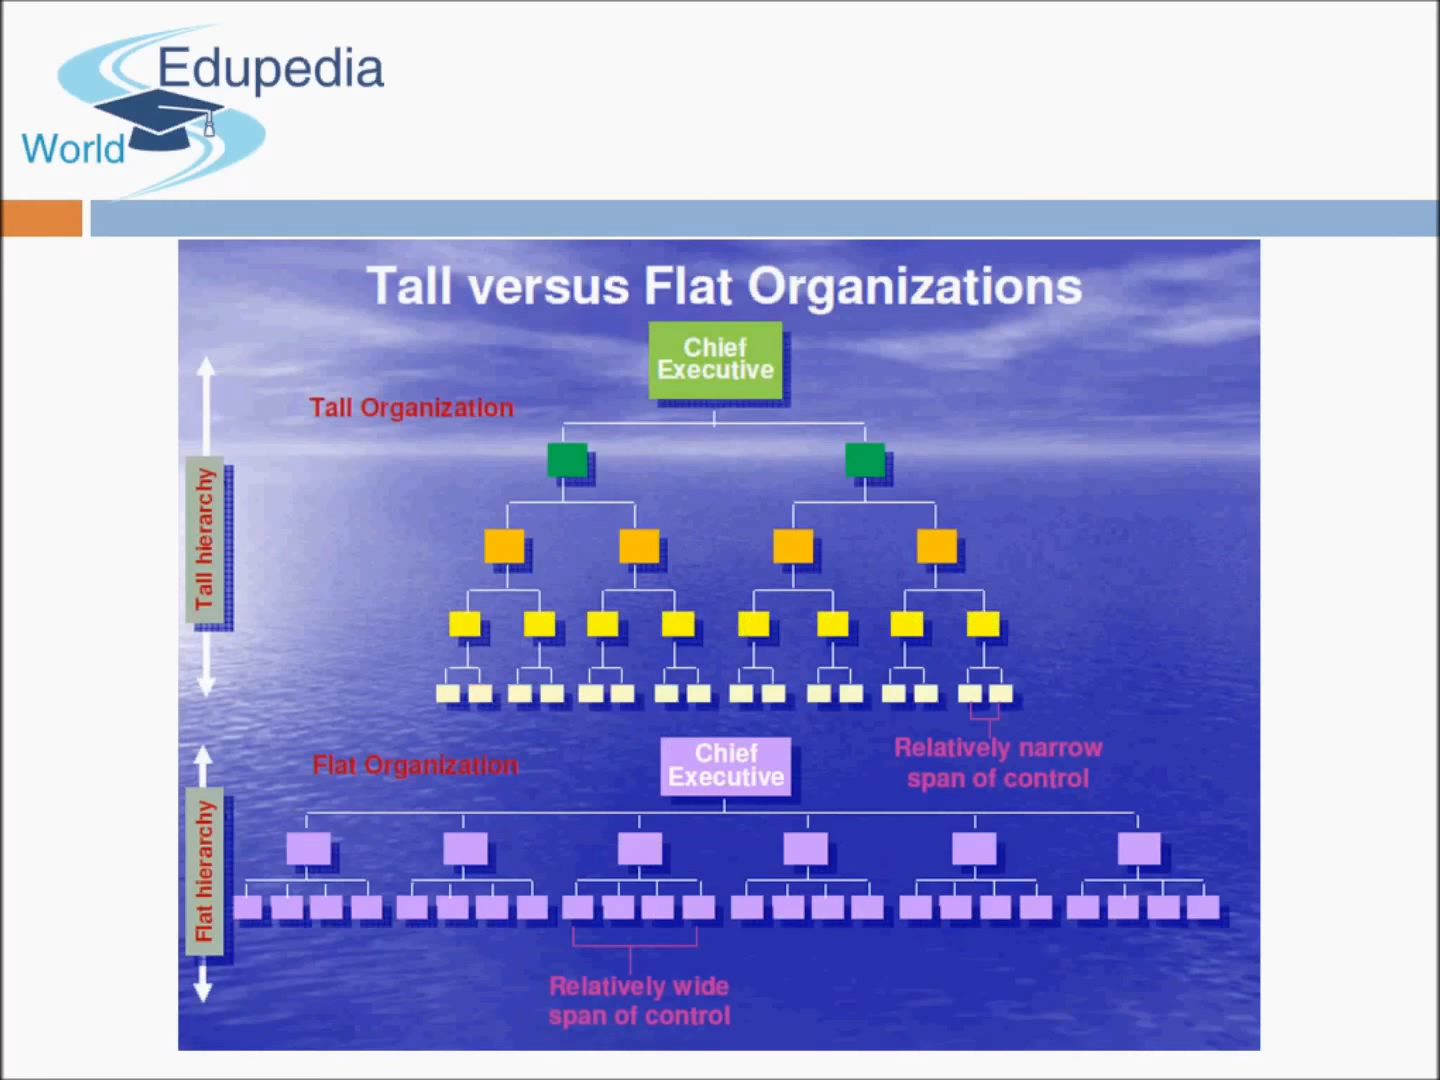 Edupedia
World
Tall versus Flat Organizations
Chief
Executive
Tall Organization
Tall hierarchy
Relatively narrow
span of control
Chief
Executive
Flat Organization
Flat hierarchy
Relatively wide
span of control